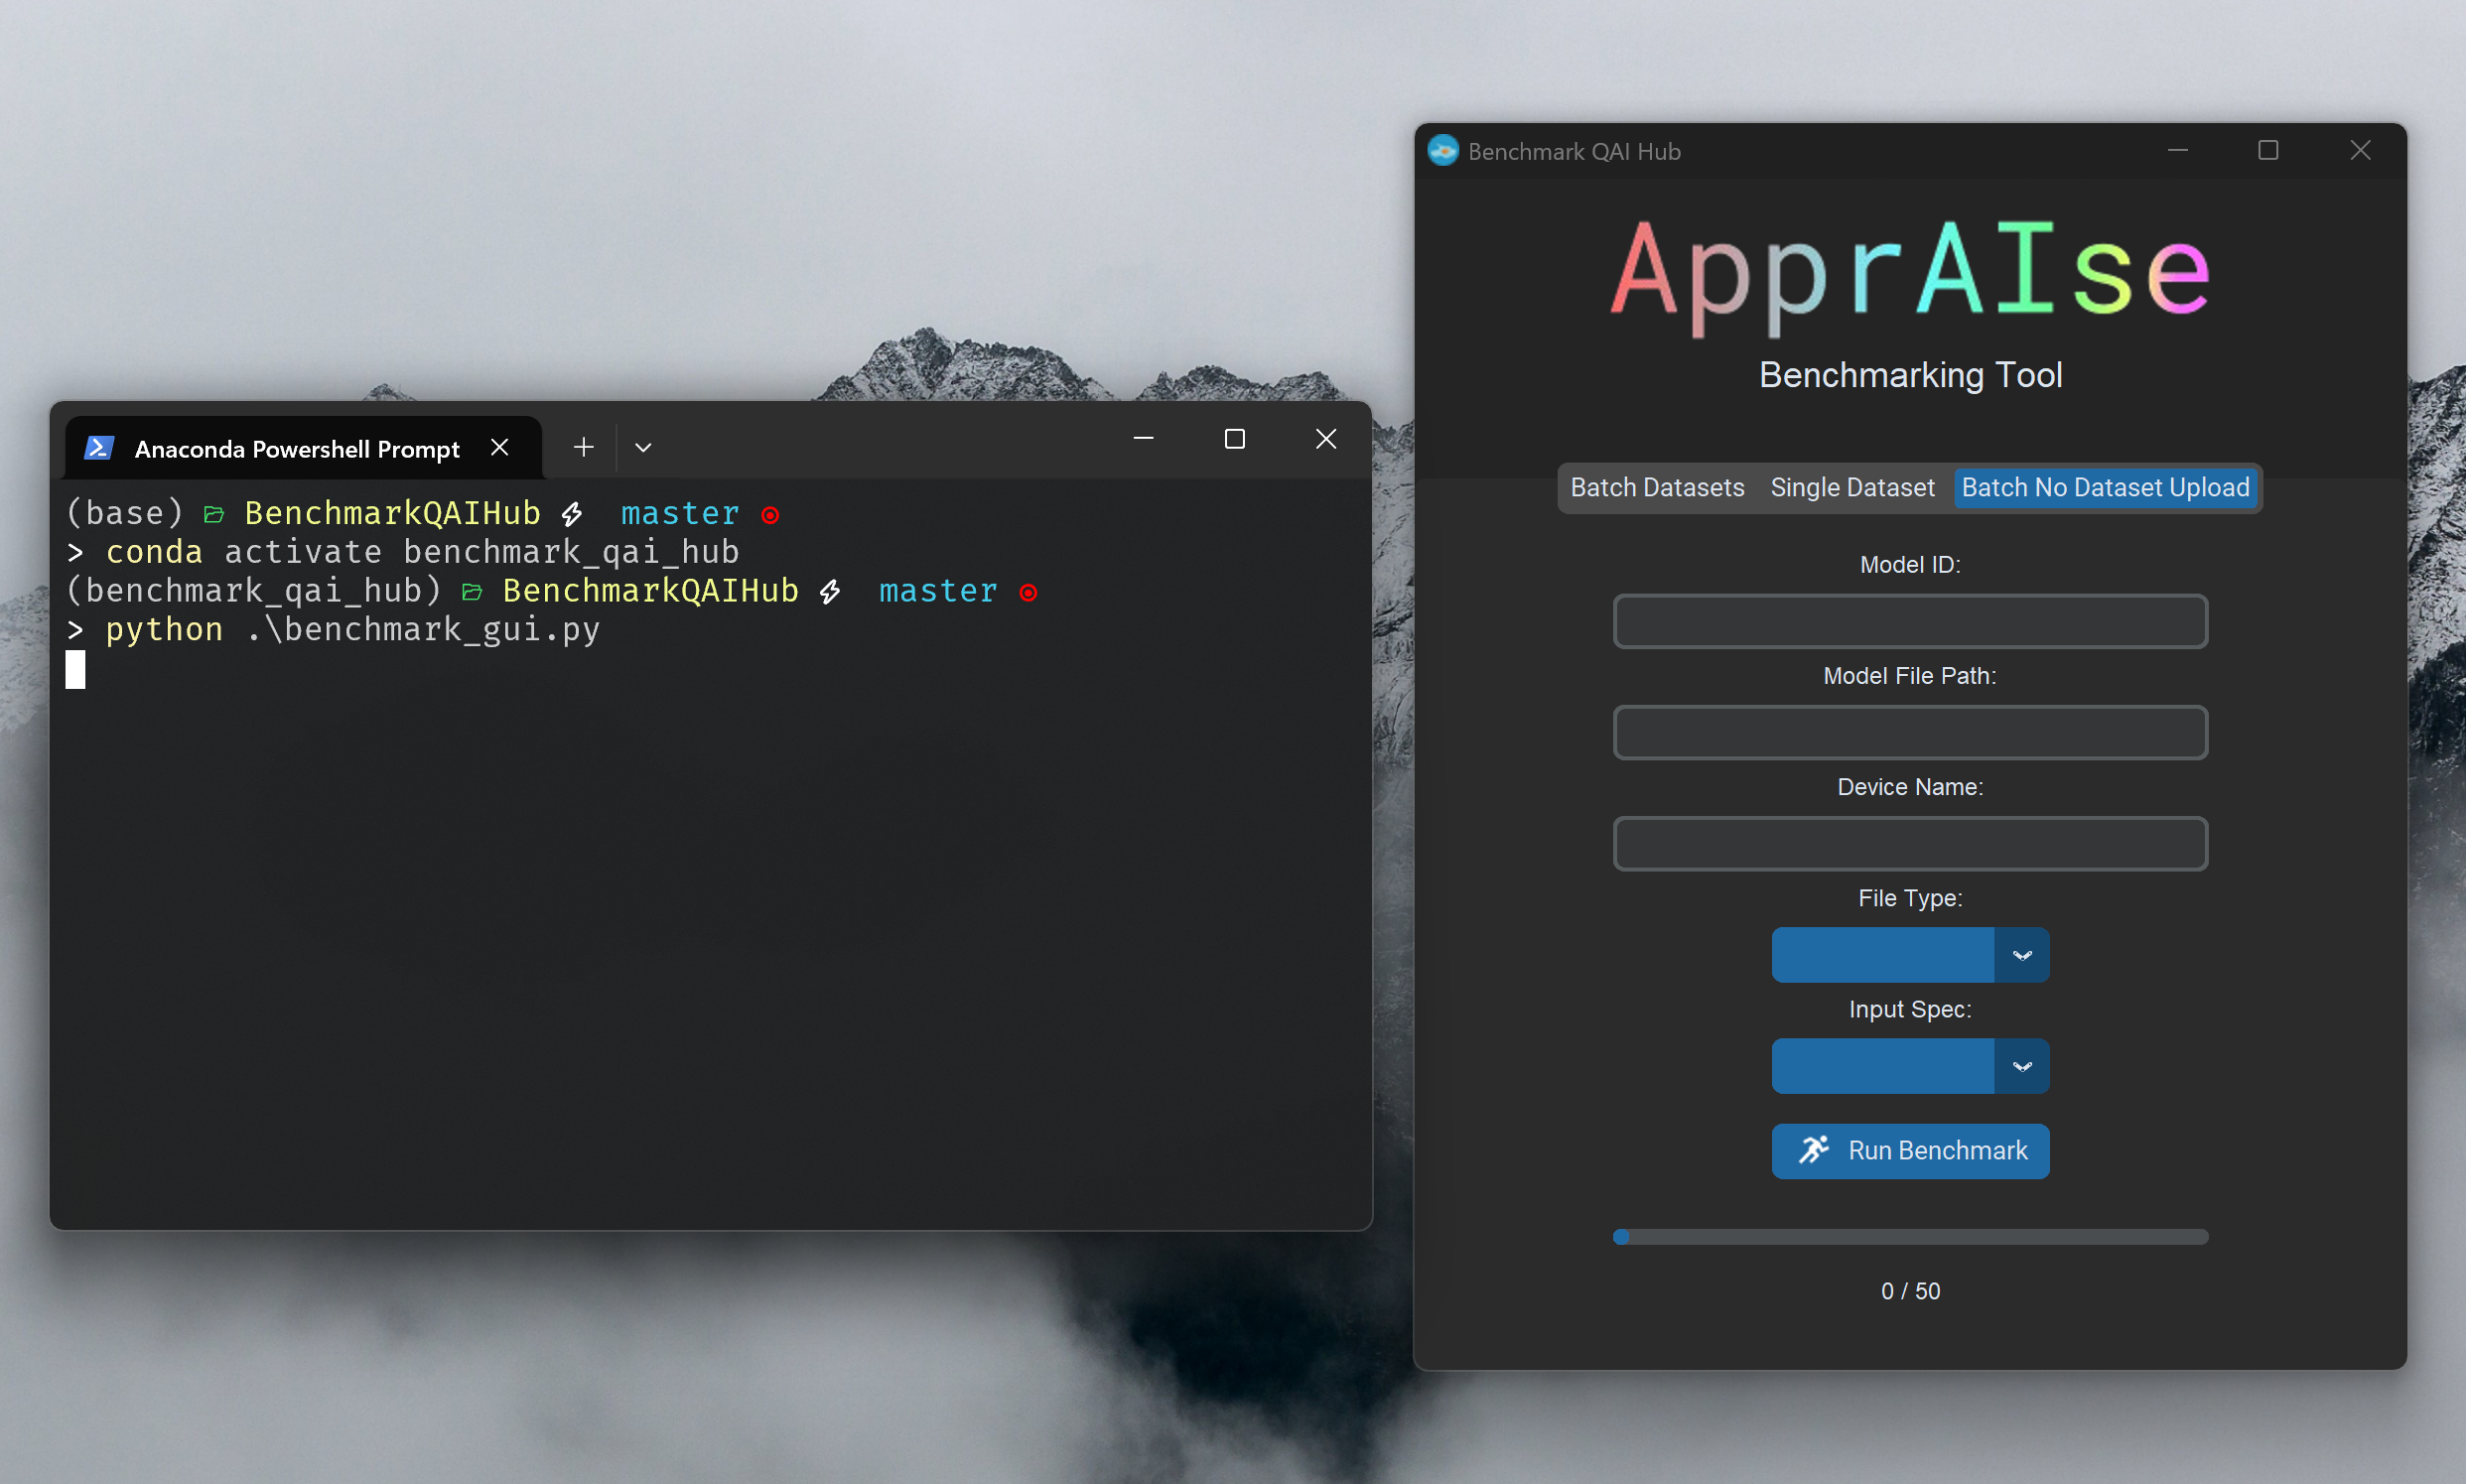 Anaconda Powershell Prompt
(base) BenchmarkQAIHub master
> conda activate benchmark_qai_hub
(benchmark_qai_hub) BenchmarkQAIHub master
> python .\benchmark_gui.py
Benchmark QAI Hub
ApprAIse
Benchmarking Tool
Batch Datasets Single Dataset Batch No Dataset Upload
Model ID:
Model File Path:
Device Name:
File Type:
Input Spec:
Run Benchmark
0 / 50